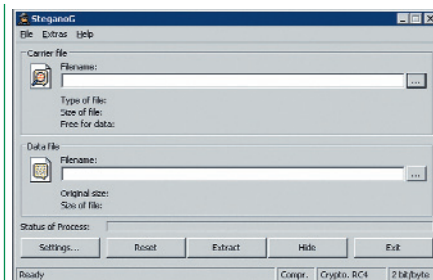 SteganoG
File Extras Help
Carrier file
Filename:
...
Type of file:
Size of file:
Free for data:
Data file
Filename:
...
Original size:
Size of file:
Status of Process:
Settings... Reset Extract Hide Exit
Ready Compr. Crypto. RC4 2 bit/byte